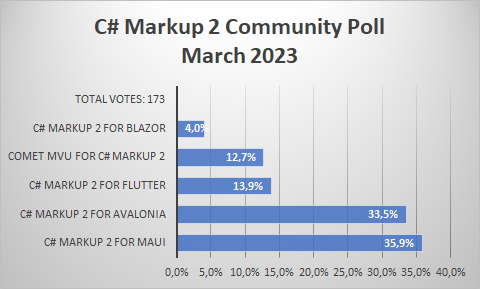 C# Markup 2 Community Poll
March 2023
TOTAL VOTES: 173
C# MARKUP 2 FOR BLAZOR
4,0%
COMET MVU FOR C# MARKUP 2
12,7%
C# MARKUP 2 FOR FLUTTER
13,9%
C# MARKUP 2 FOR AVALONIA
33,5%
C# MARKUP 2 FOR MAUI
35,9%
0,0% 5,0% 10,0% 15,0% 20,0% 25,0% 30,0% 35,0% 40,0%